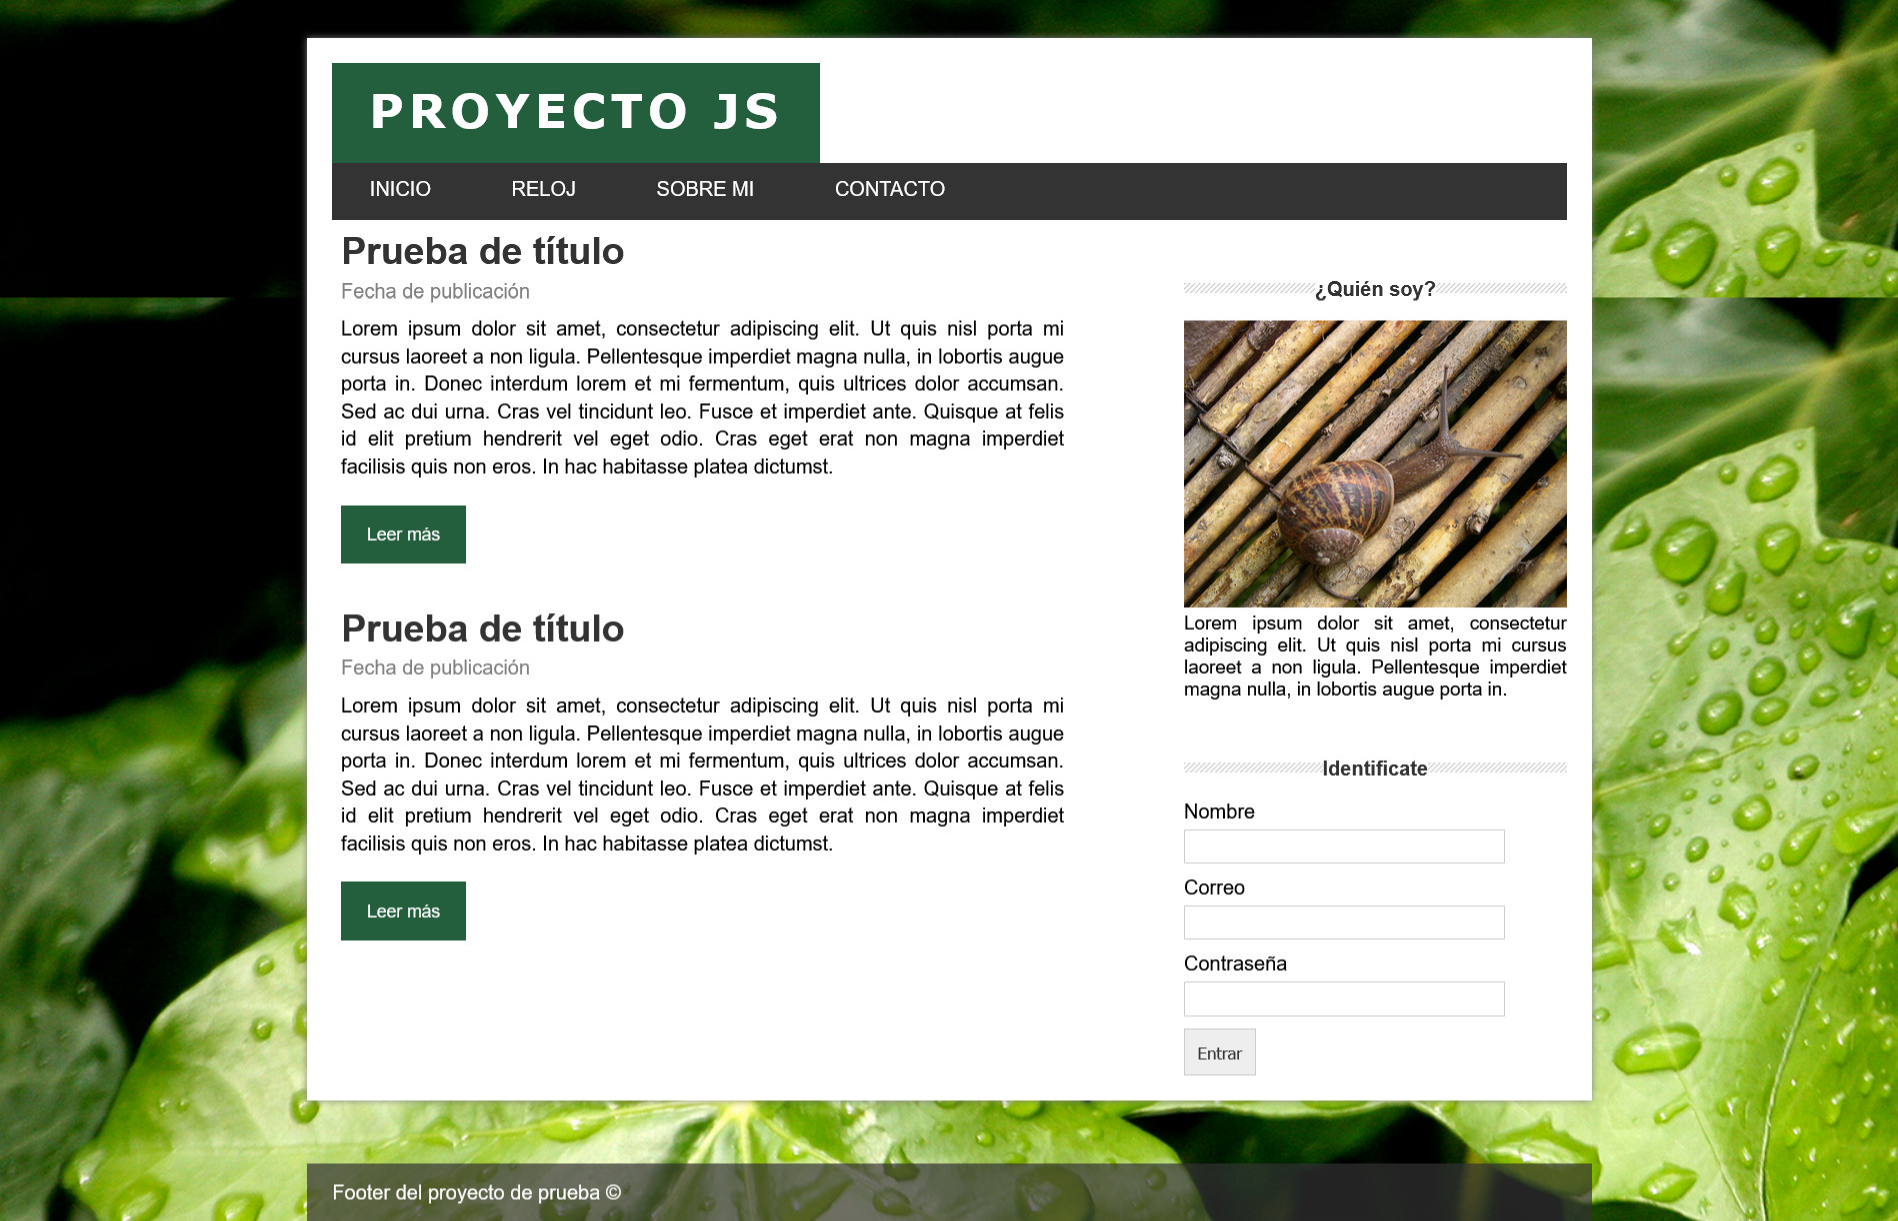 PROYECTO JS
INICIO RELOJ SOBRE MI CONTACTO
Prueba de título
Fecha de publicación
Lorem ipsum dolor sit amet, consectetur adipiscing elit. Ut quis nisl porta mi
cursus laoreet a non ligula. Pellentesque imperdiet magna nulla, in lobortis augue
porta in. Donec interdum lorem et mi fermentum, quis ultrices dolor accumsan.
Sed ac dui urna. Cras vel tincidunt leo. Fusce et imperdiet ante. Quisque at felis
id elit pretium hendrerit vel eget odio. Cras eget erat non magna imperdiet
facilisis quis non eros. In hac habitasse platea dictumst.
Leer más
Prueba de título
Fecha de publicación
Lorem ipsum dolor sit amet, consectetur adipiscing elit. Ut quis nisl porta mi
cursus laoreet a non ligula. Pellentesque imperdiet magna nulla, in lobortis augue
porta in. Donec interdum lorem et mi fermentum, quis ultrices dolor accumsan.
Sed ac dui urna. Cras vel tincidunt leo. Fusce et imperdiet ante. Quisque at felis
id elit pretium hendrerit vel eget odio. Cras eget erat non magna imperdiet
facilisis quis non eros. In hac habitasse platea dictumst.
Leer más
¿Quién soy?
Lorem ipsum dolor sit amet, consectetur
adipiscing elit. Ut quis nisl porta mi cursus
laoreet a non ligula. Pellentesque imperdiet
magna nulla, in lobortis augue porta in.
Identificate
Nombre
Correo
Contraseña
Entrar
Footer del proyecto de prueba ©